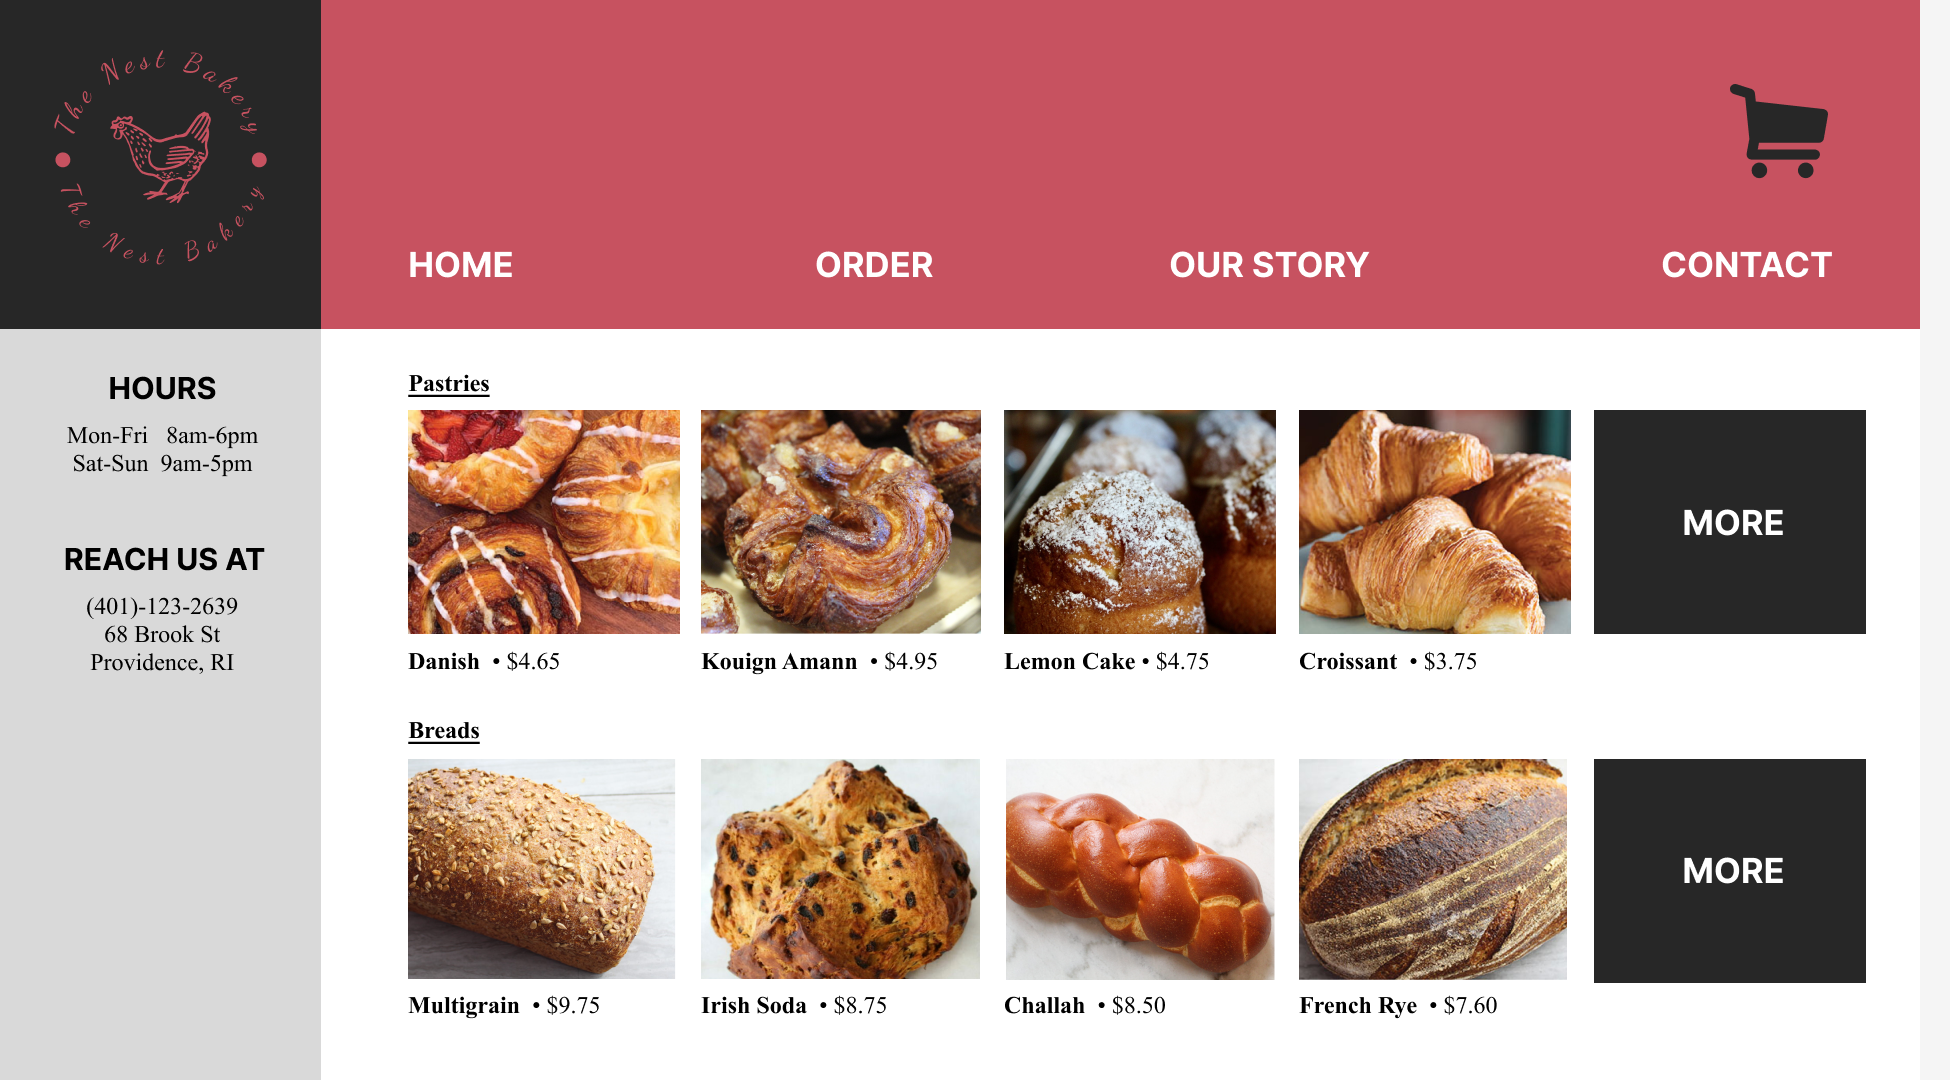 The Nest Bakery
The Nest Bakery
HOME
ORDER
OUR STORY
CONTACT
HOURS
Mon-Fri 8am-6pm
Sat-Sun 9am-5pm
REACH US AT
(401)-123-2639
68 Brook St
Providence, RI
Pastries
Danish • $4.65
Kouign Amann • $4.95
Lemon Cake • $4.75
Croissant • $3.75
MORE
Breads
Multigrain • $9.75
Irish Soda • $8.75
Challah • $8.50
French Rye • $7.60
MORE